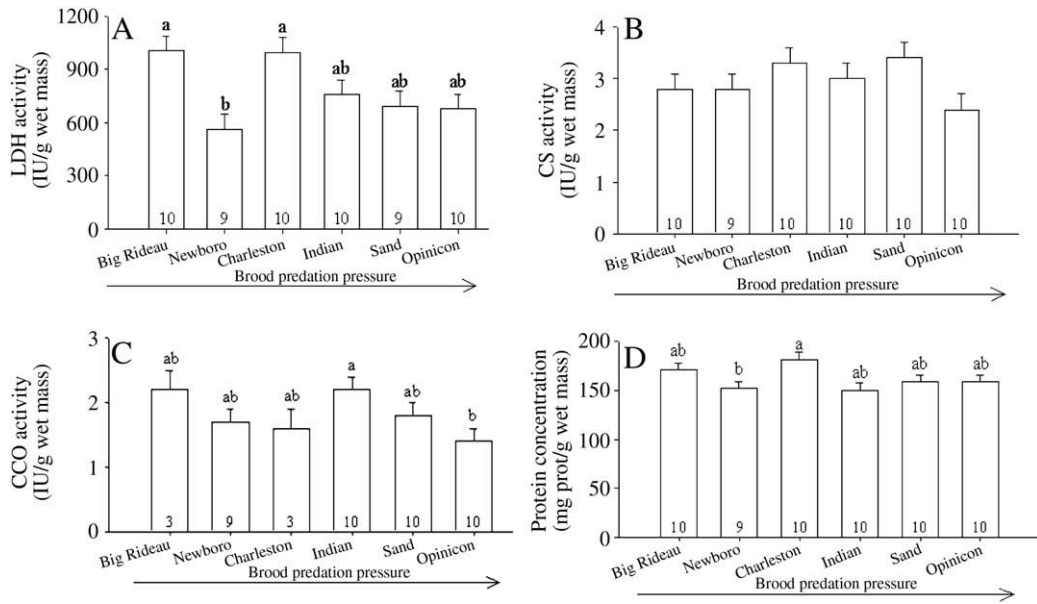 A
LDH activity
(IU/g wet mass)
1200
900
600
300
0
a
b
a
ab
ab
ab
10
9
10
10
9
10
Big Rideau
Newboro
Charleston
Indian
Sand
Opinicon
Brood predation pressure
B
CS activity
(IU/g wet mass)
4
3
2
1
0
10
9
10
10
10
10
Big Rideau
Newboro
Charleston
Indian
Sand
Opinicon
Brood predation pressure
C
CCO activity
(IU/g wet mass)
3
2
1
0
ab
ab
ab
a
ab
b
3
9
3
10
10
10
Big Rideau
Newboro
Charleston
Indian
Sand
Opinicon
Brood predation pressure
D
Protein concentration
(mg prot/g wet mass)
200
150
100
50
0
ab
b
a
ab
ab
ab
10
9
10
10
10
10
Big Rideau
Newboro
Charleston
Indian
Sand
Opinicon
Brood predation pressure